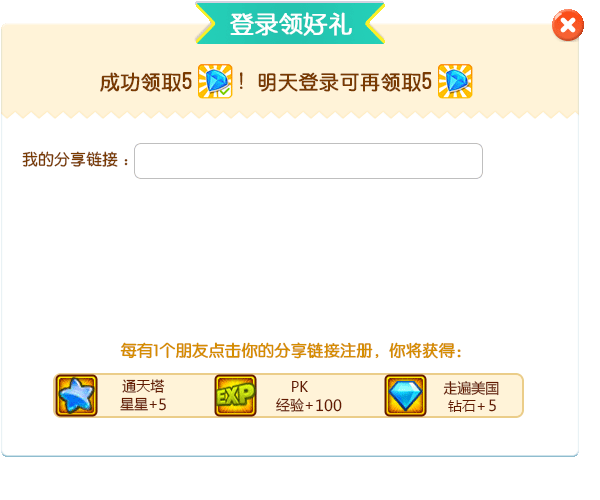 登录领好礼
成功领取5 ！ 明天登录可再领取5
我的分享链接：
每有1个朋友点击你的分享链接注册，你将获得：
通天塔
星星+5
EXP
PK
经验+100
走遍美国
钻石+5